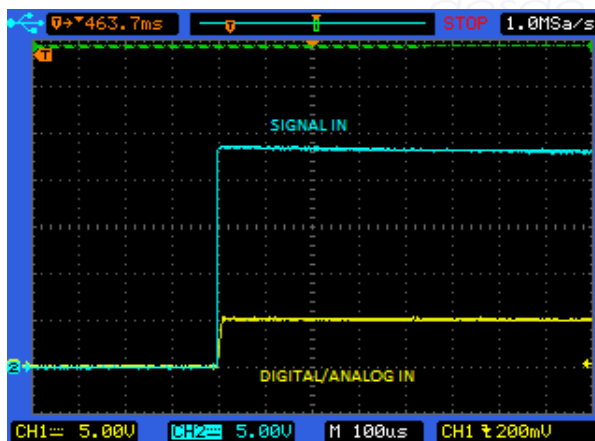 T→▼463.7ms T STOP 1.0MSa/s
T
SIGNAL IN
2
DIGITAL/ANALOG IN
CH1 5.00V CH2 5.00V M 100us CH1 200mV